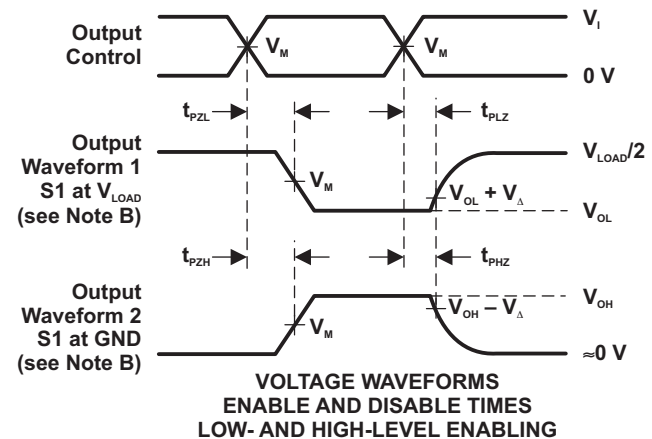 Output
Control
V_M
V_M
V_I
0 V
t_PZL
t_PLZ
Output
Waveform 1
S1 at V_LOAD
(see Note B)
V_M
V_OL + V_Δ
V_LOAD/2
V_OL
t_PZH
t_PHZ
Output
Waveform 2
S1 at GND
(see Note B)
V_M
V_OH − V_Δ
V_OH
≈0 V
VOLTAGE WAVEFORMS
ENABLE AND DISABLE TIMES
LOW- AND HIGH-LEVEL ENABLING